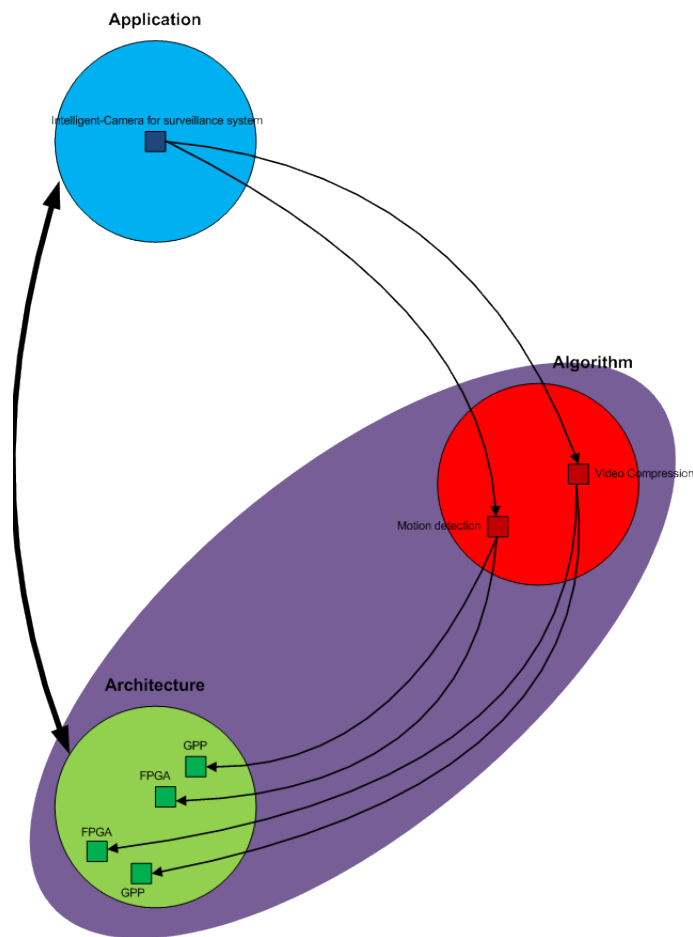 Application
Intelligent-Camera for surveillance system
Algorithm
Video Compression
Motion detection
Architecture
GPP
FPGA
FPGA
GPP